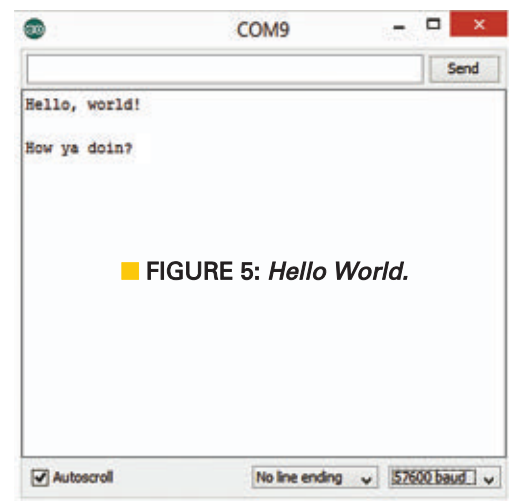 COM9
Send
Hello, world!
How ya doin?
FIGURE 5: Hello World.
Autoscroll
No line ending
57600 baud